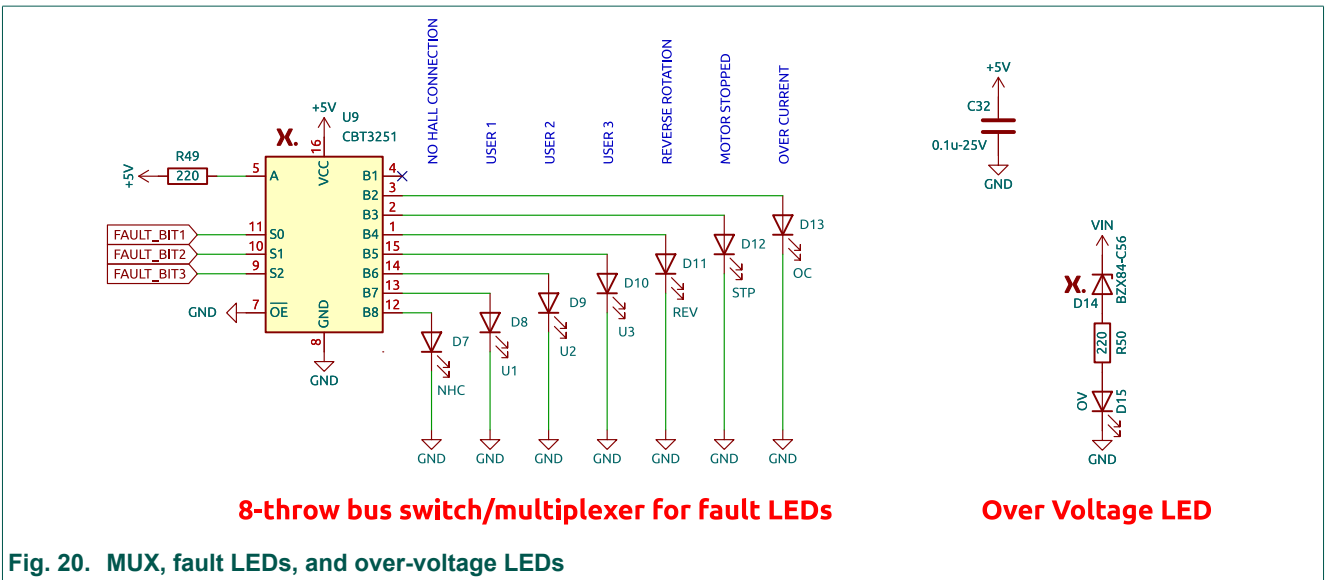 NO HALL CONNECTION
USER 1
USER 2
USER 3
REVERSE ROTATION
MOTOR STOPPED
OVER CURRENT
+5V
U9
CBT3251
X.
16
VCC
R49
220
+5V
5
A
FAULT_BIT1
11
S0
FAULT_BIT2
10
S1
FAULT_BIT3
9
S2
GND
7
OE
GND
8
GND
B1
4
B2
3
B3
2
B4
1
B5
15
B6
14
B7
13
B8
12
D7
NHC
D8
U1
D9
U2
D10
U3
D11
REV
D12
STP
D13
OC
GND
GND
GND
GND
GND
GND
GND
+5V
C32
0.1u-25V
GND
VIN
X.
D14
BZX84-C56
220
R50
OV
D15
GND
8-throw bus switch/multiplexer for fault LEDs
Over Voltage LED
Fig. 20. MUX, fault LEDs, and over-voltage LEDs